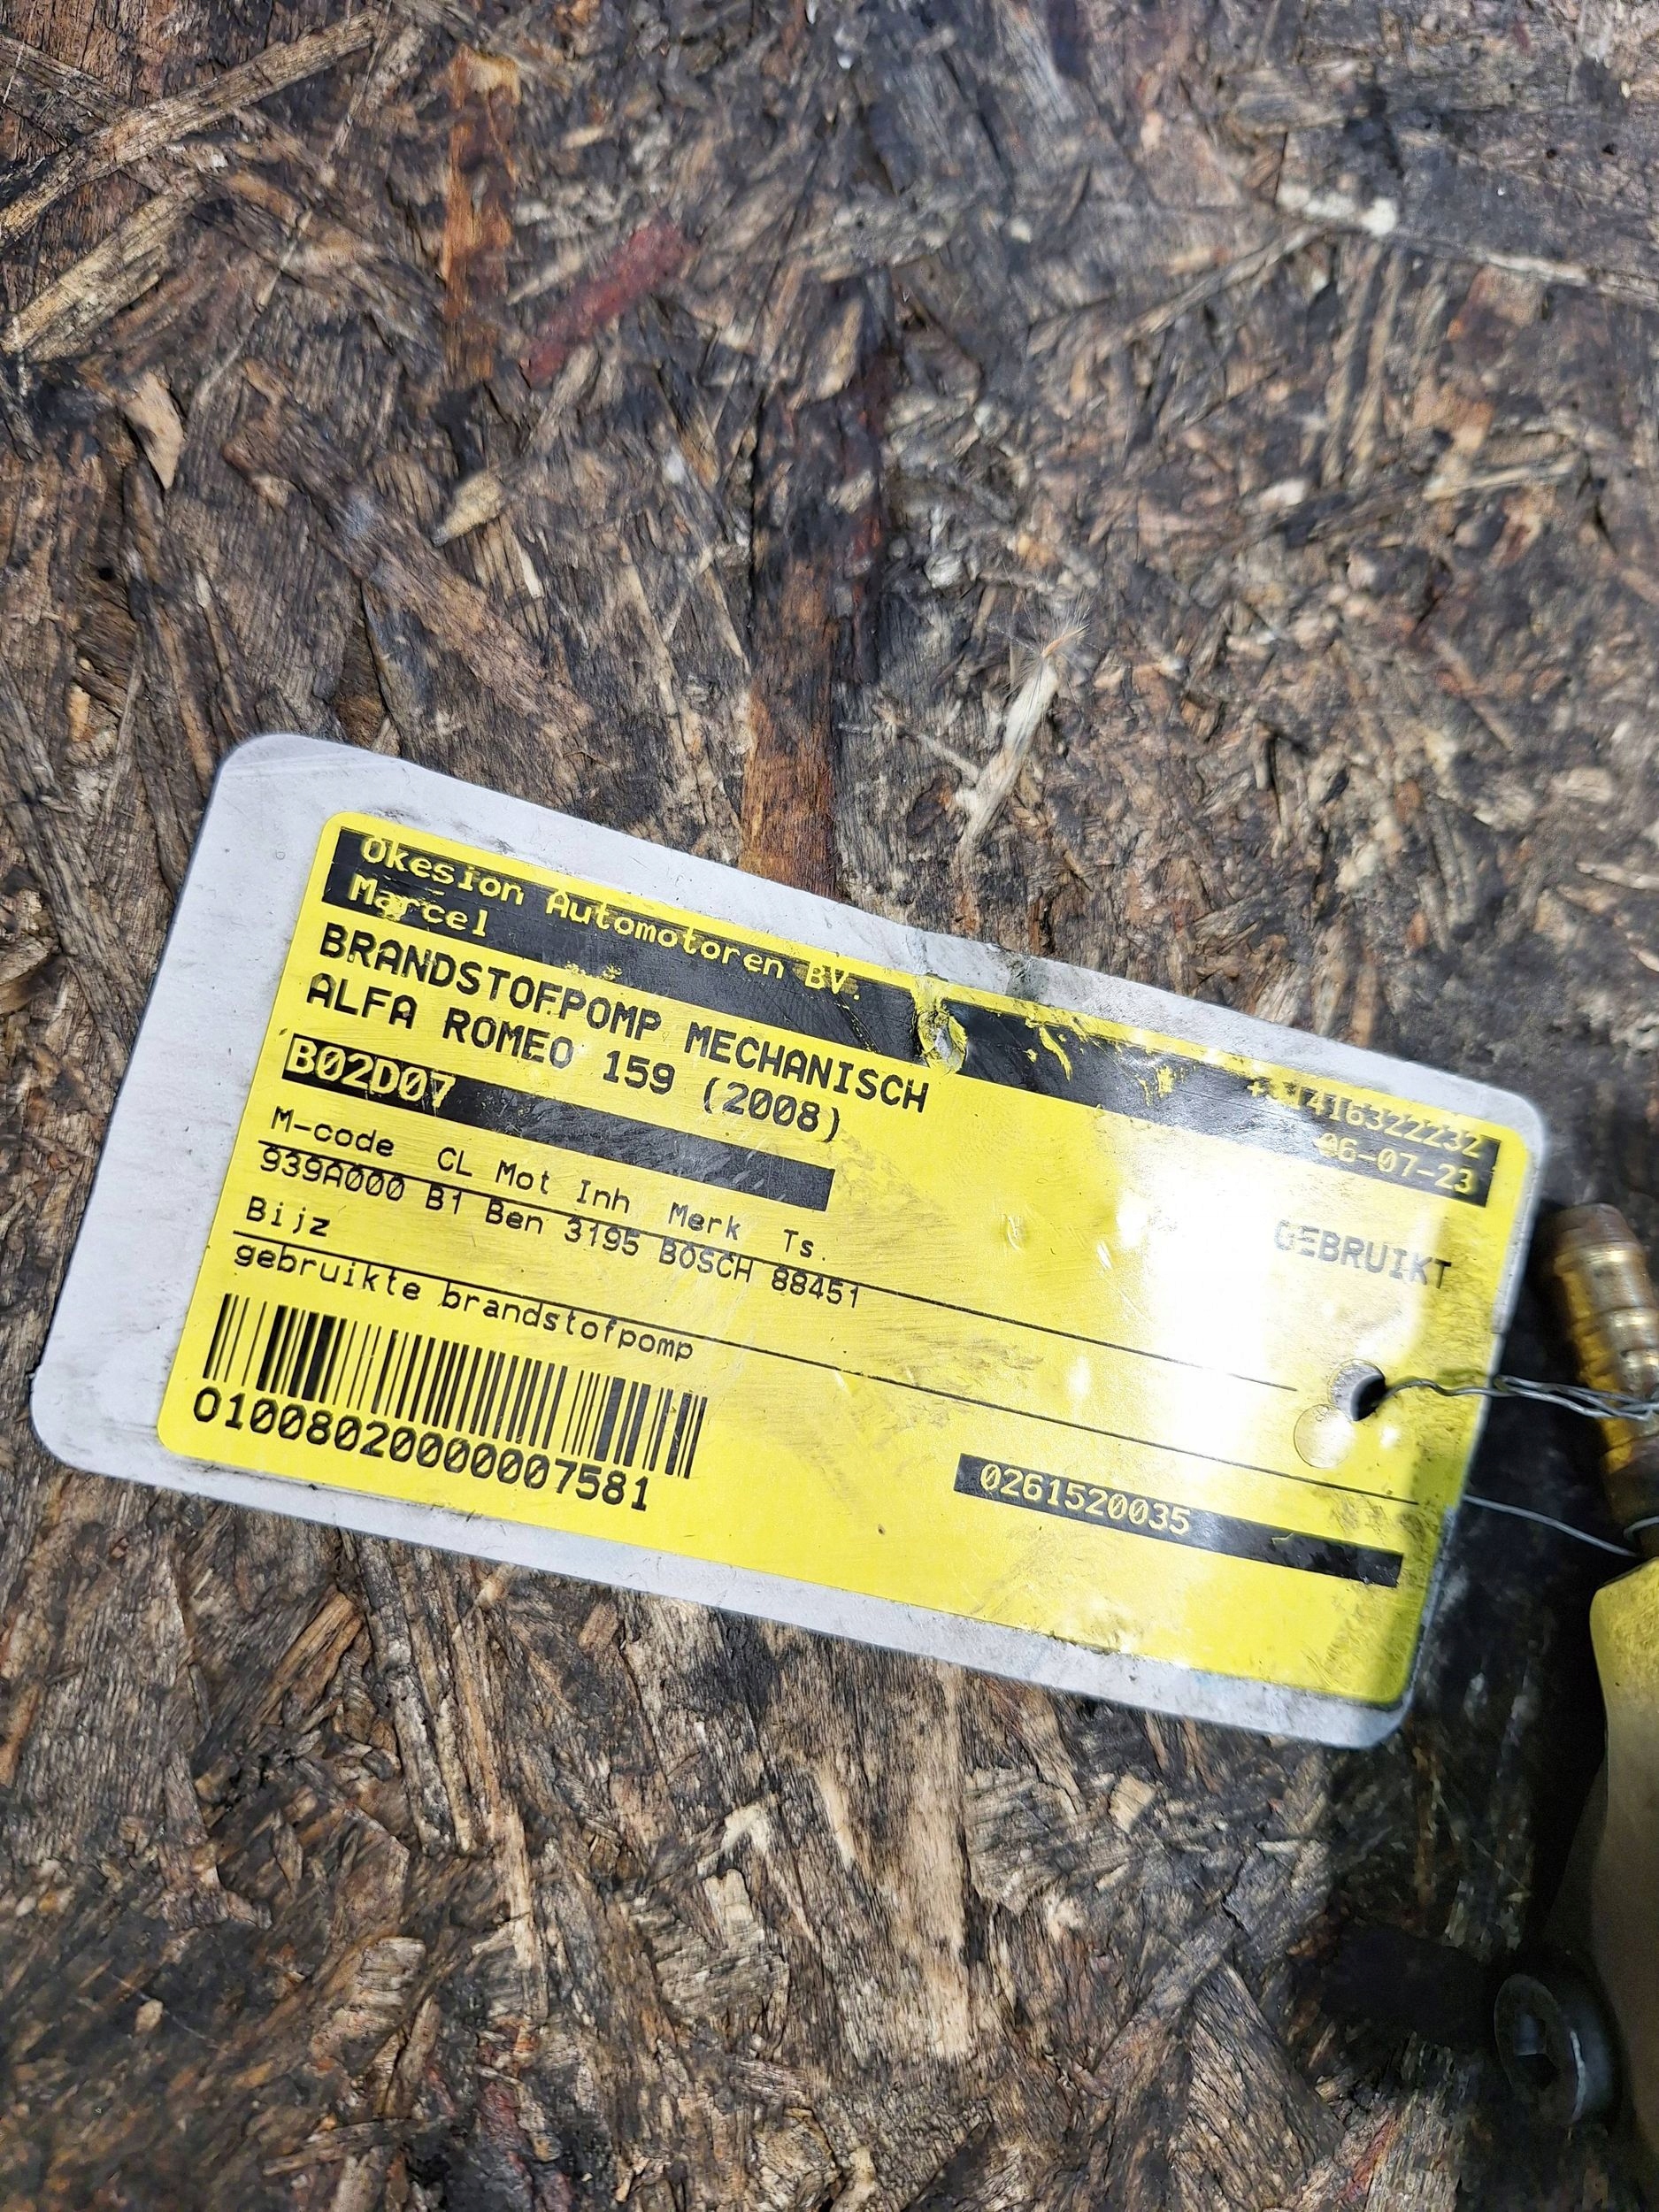 Okesion Automotoren BV.
Marcel
06-07-23
BRANDSTOFPOMP MECHANISCH
ALFA ROMEO 159 (2008)
GEBRUIKT
B02D07
M-code CL Mot Inh Merk Ts.
939A000 B1 Ben 3195 BOSCH 88451
Bijz
gebruikte brandstofpomp
0100802000007581
0261520035